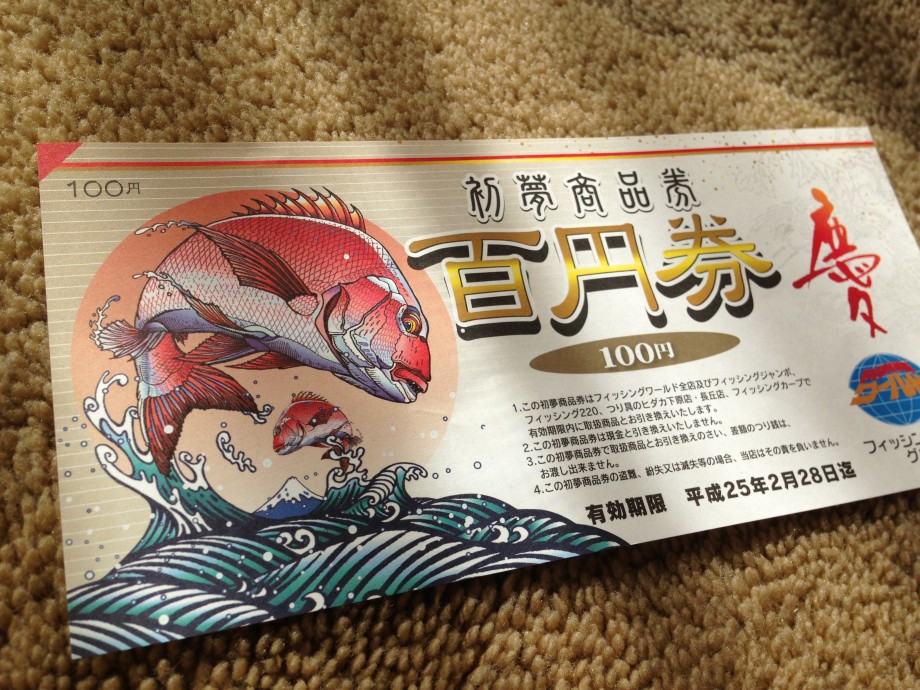 100円
初夢商品券
百円券
100円
夢
1.この初夢商品券はフィッシングワールド全店及びフィッシングジャンボ、
フィッシング220、つり具のヒダカ下原店・長丘店、フィッシングカープで
有効期限内に取扱商品とお引き換えいたします。
2.この初夢商品券は現金と引き換えいたしません。
3.この初夢商品券で取扱商品とお引き換えのさい、差額のつり銭は、
お渡し出来ません。
4.この初夢商品券の盗難、紛失又は滅失等の場合、当店はその責を負いません。
有効期限 平成25年2月28日迄
フィッシング